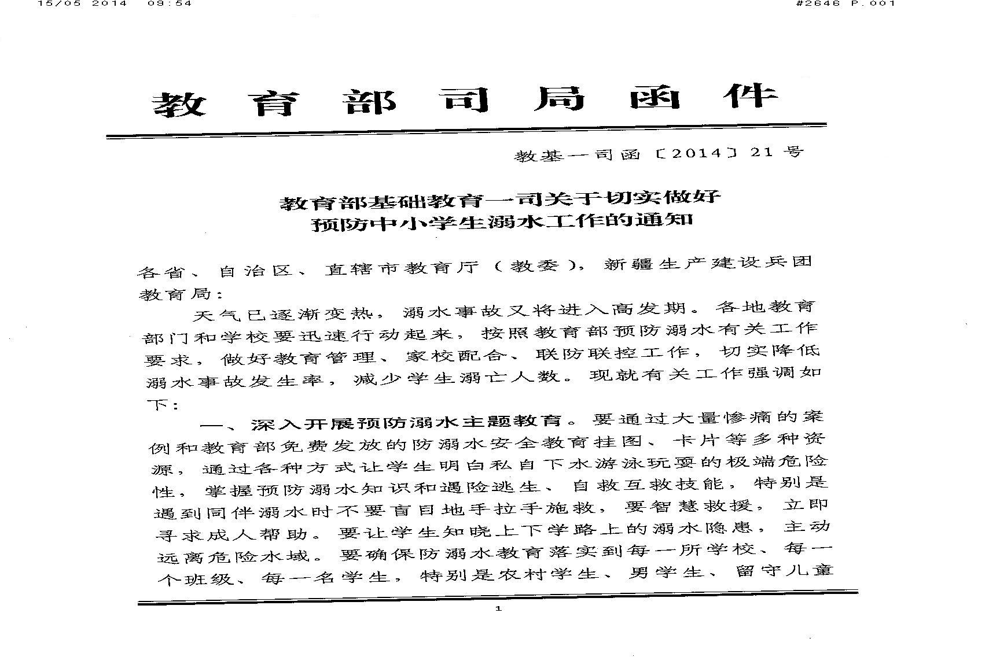 15/05 2014 09:54 #2646 P.001
教育部司局函件
教基一司函〔2014〕21号
教育部基础教育一司关于切实做好
预防中小学生溺水工作的通知
各省、自治区、直辖市教育厅（教委），新疆生产建设兵团
教育局：
天气已逐渐变热，溺水事故又将进入高发期。各地教育
部门和学校要迅速行动起来，按照教育部预防溺水有关工作
要求，做好教育管理、家校配合、联防联控工作，切实降低
溺水事故发生率，减少学生溺亡人数。现就有关工作强调如
下：
一、深入开展预防溺水主题教育。要通过大量惨痛的案
例和教育部免费发放的防溺水安全教育挂图、卡片等多种资
源，通过各种方式让学生明白私自下水游泳玩耍的极端危险
性，掌握预防溺水知识和遇险逃生、自救互救技能，特别是
遇到同伴溺水时不要盲目地手拉手施救，要智慧救援，立即
寻求成人帮助。要让学生知晓上下学路上的溺水隐患，主动
远离危险水域。要确保防溺水教育落实到每一所学校、每一
个班级、每一名学生，特别是农村学生、男学生、留守儿童
1